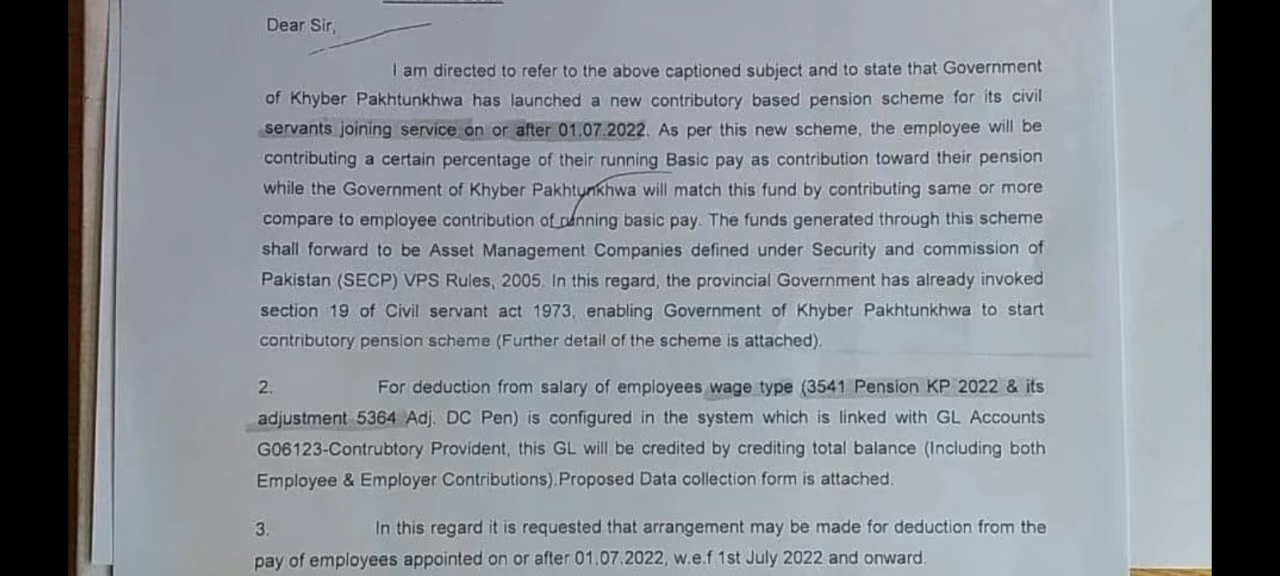 Dear Sir,
I am directed to refer to the above captioned subject and to state that Government
of Khyber Pakhtunkhwa has launched a new contributory based pension scheme for its civil
servants joining service on or after 01.07.2022. As per this new scheme, the employee will be
contributing a certain percentage of their running Basic pay as contribution toward their pension
while the Government of Khyber Pakhtunkhwa will match this fund by contributing same or more
compare to employee contribution of running basic pay. The funds generated through this scheme
shall forward to be Asset Management Companies defined under Security and commission of
Pakistan (SECP) VPS Rules, 2005. In this regard, the provincial Government has already invoked
section 19 of Civil servant act 1973, enabling Government of Khyber Pakhtunkhwa to start
contributory pension scheme (Further detail of the scheme is attached).
2. For deduction from salary of employees wage type (3541 Pension KP 2022 & its
adjustment 5364 Adj. DC Pen) is configured in the system which is linked with GL Accounts
G06123-Contrubtory Provident, this GL will be credited by crediting total balance (Including both
Employee & Employer Contributions).Proposed Data collection form is attached.
3. In this regard it is requested that arrangement may be made for deduction from the
pay of employees appointed on or after 01.07.2022, w.e.f 1st July 2022 and onward.